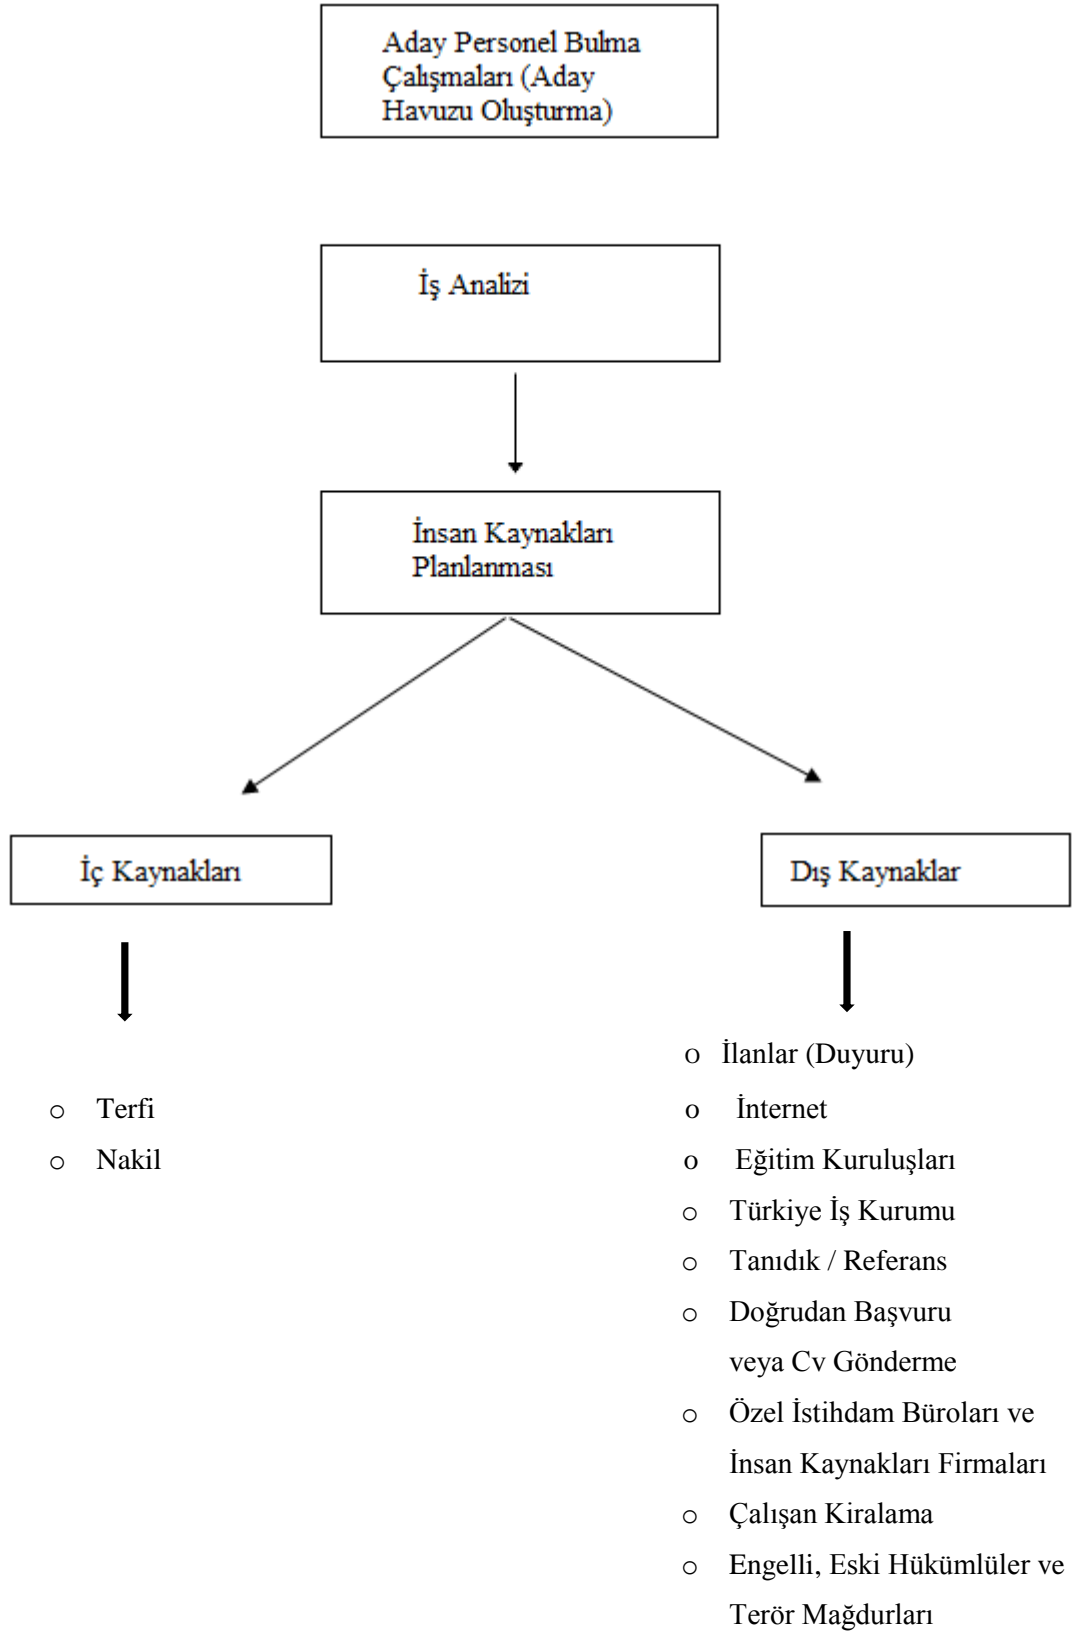 Aday Personel Bulma
Çalışmaları (Aday
Havuzu Oluşturma)
İş Analizi
İnsan Kaynakları
Planlanması
İç Kaynakları
Dış Kaynaklar
o Terfi
o Nakil
o İlanlar (Duyuru)
o İnternet
o Eğitim Kuruluşları
o Türkiye İş Kurumu
o Tanıdık / Referans
o Doğrudan Başvuru
veya Cv Gönderme
o Özel İstihdam Büroları ve
İnsan Kaynakları Firmaları
o Çalışan Kiralama
o Engelli, Eski Hükümlüler ve
Terör Mağdurları